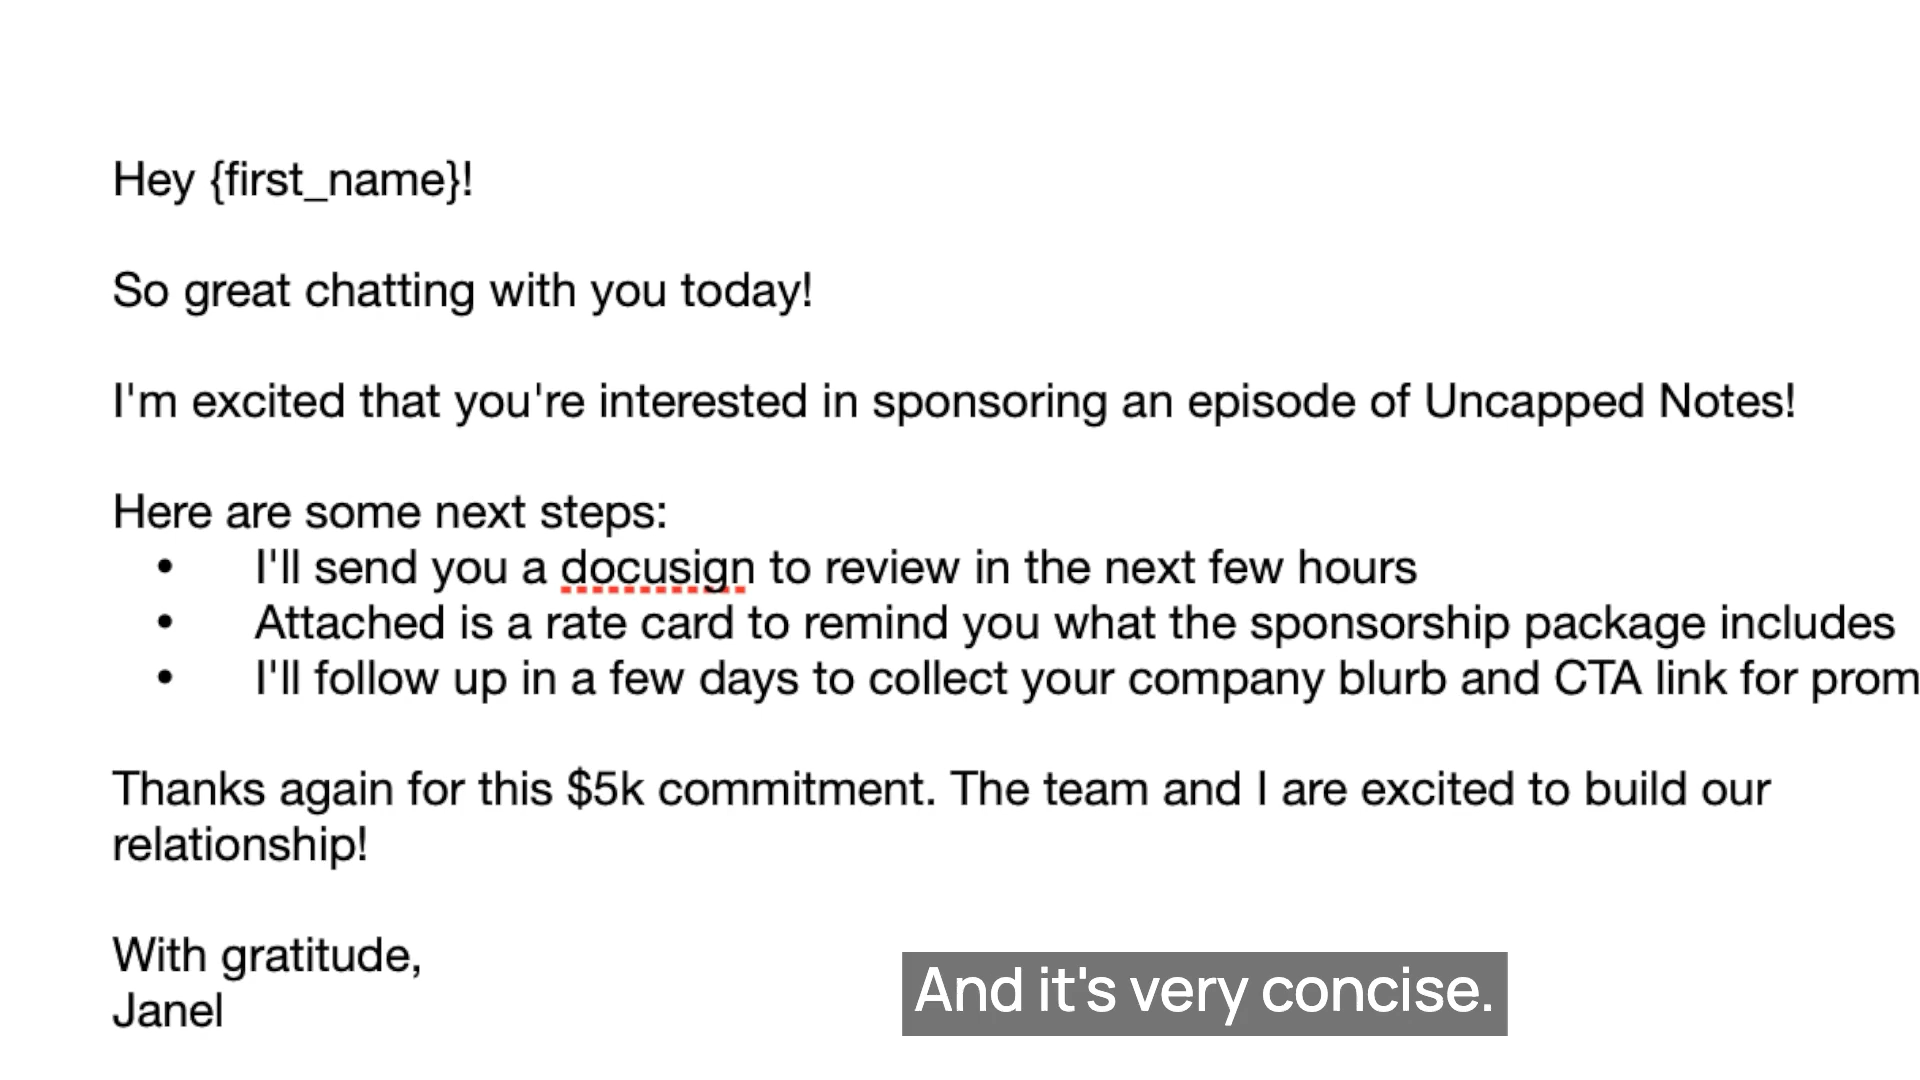 Hey {first_name}!
So great chatting with you today!
I'm excited that you're interested in sponsoring an episode of Uncapped Notes!
Here are some next steps:
• I'll send you a docusign to review in the next few hours
• Attached is a rate card to remind you what the sponsorship package includes
• I'll follow up in a few days to collect your company blurb and CTA link for prom
Thanks again for this $5k commitment. The team and I are excited to build our
relationship!
With gratitude,
Janel
And it's very concise.